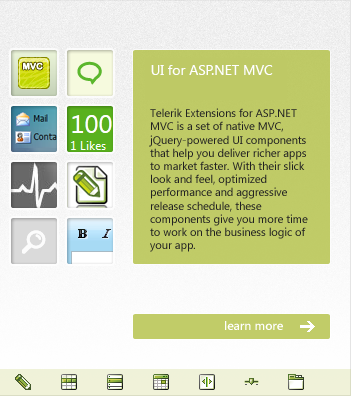 MVC
Mail
Conta
100
1 Likes
B I
UI for ASP.NET MVC
Telerik Extensions for ASP.NET
MVC is a set of native MVC,
jQuery-powered UI components
that help you deliver richer apps
to market faster. With their slick
look and feel, optimized
performance and aggressive
release schedule, these
components give you more time
to work on the business logic of
your app.
learn more